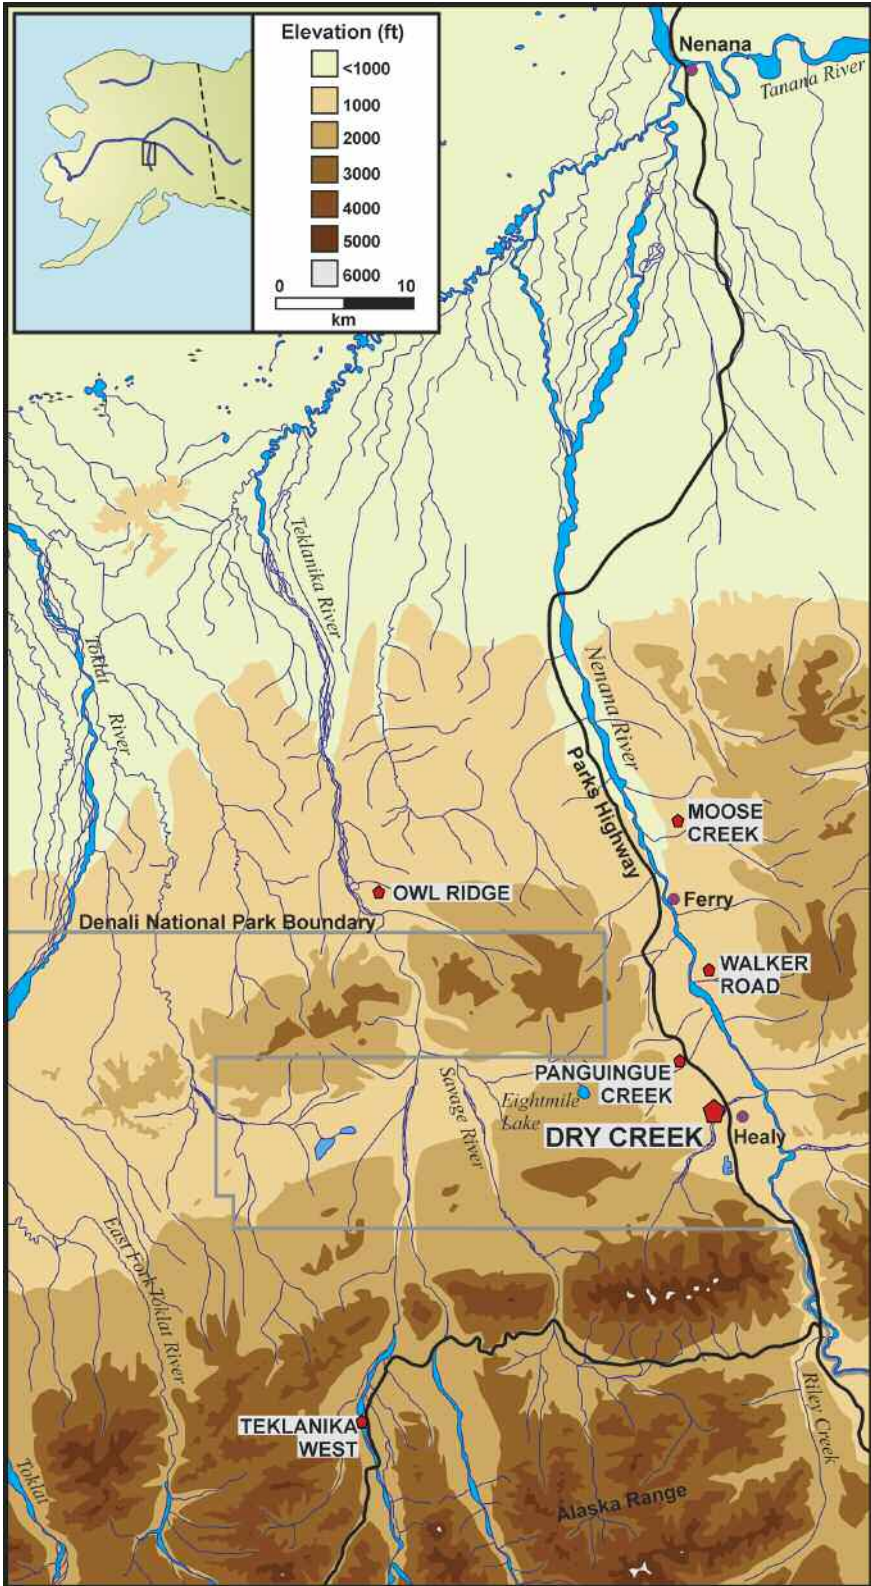 Elevation (ft)
<1000
1000
2000
3000
4000
5000
6000
0 10
km
Nenana
Tanana River
Teklanika River
Toklat
River
Nenana River
Parks Highway
MOOSE
CREEK
OWL RIDGE
Ferry
Denali National Park Boundary
WALKER
ROAD
PANGUINGUE
CREEK
Savage River
Eightmile
Lake
DRY CREEK
Healy
East Fork Toklat River
Riley Creek
TEKLANIKA
WEST
Toklat
Alaska Range